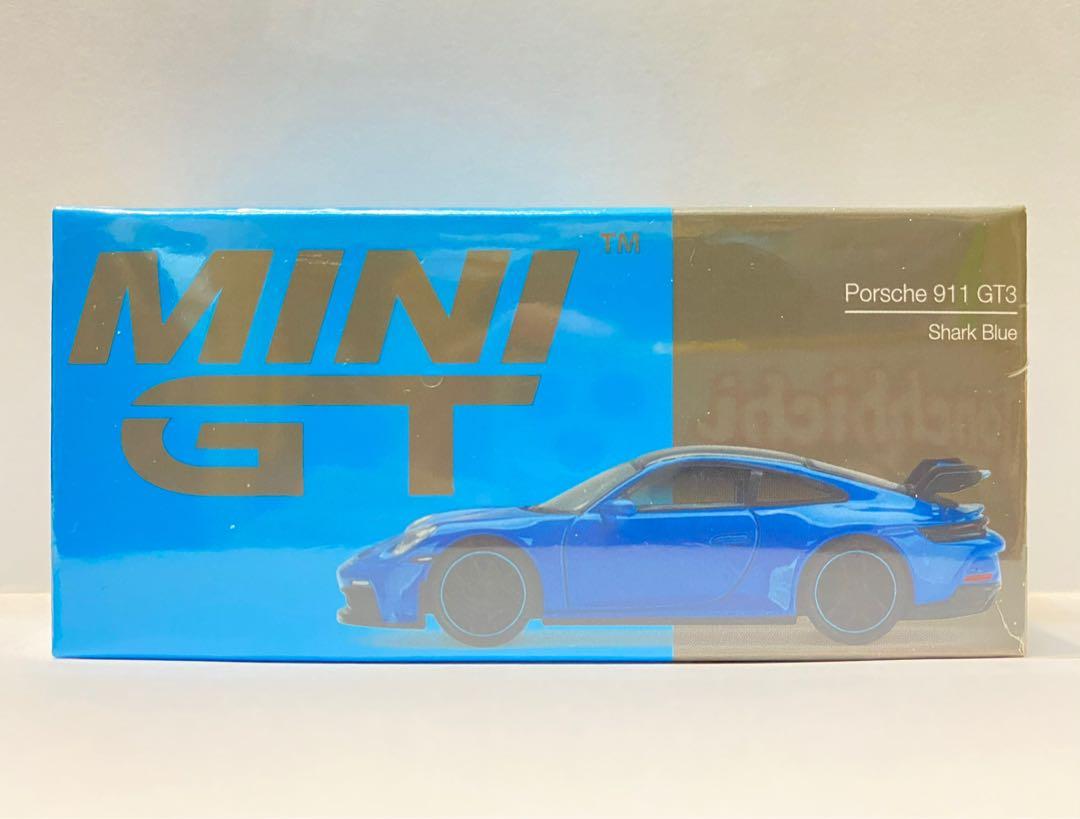 MINI
GT
TM
Porsche 911 GT3
Shark Blue